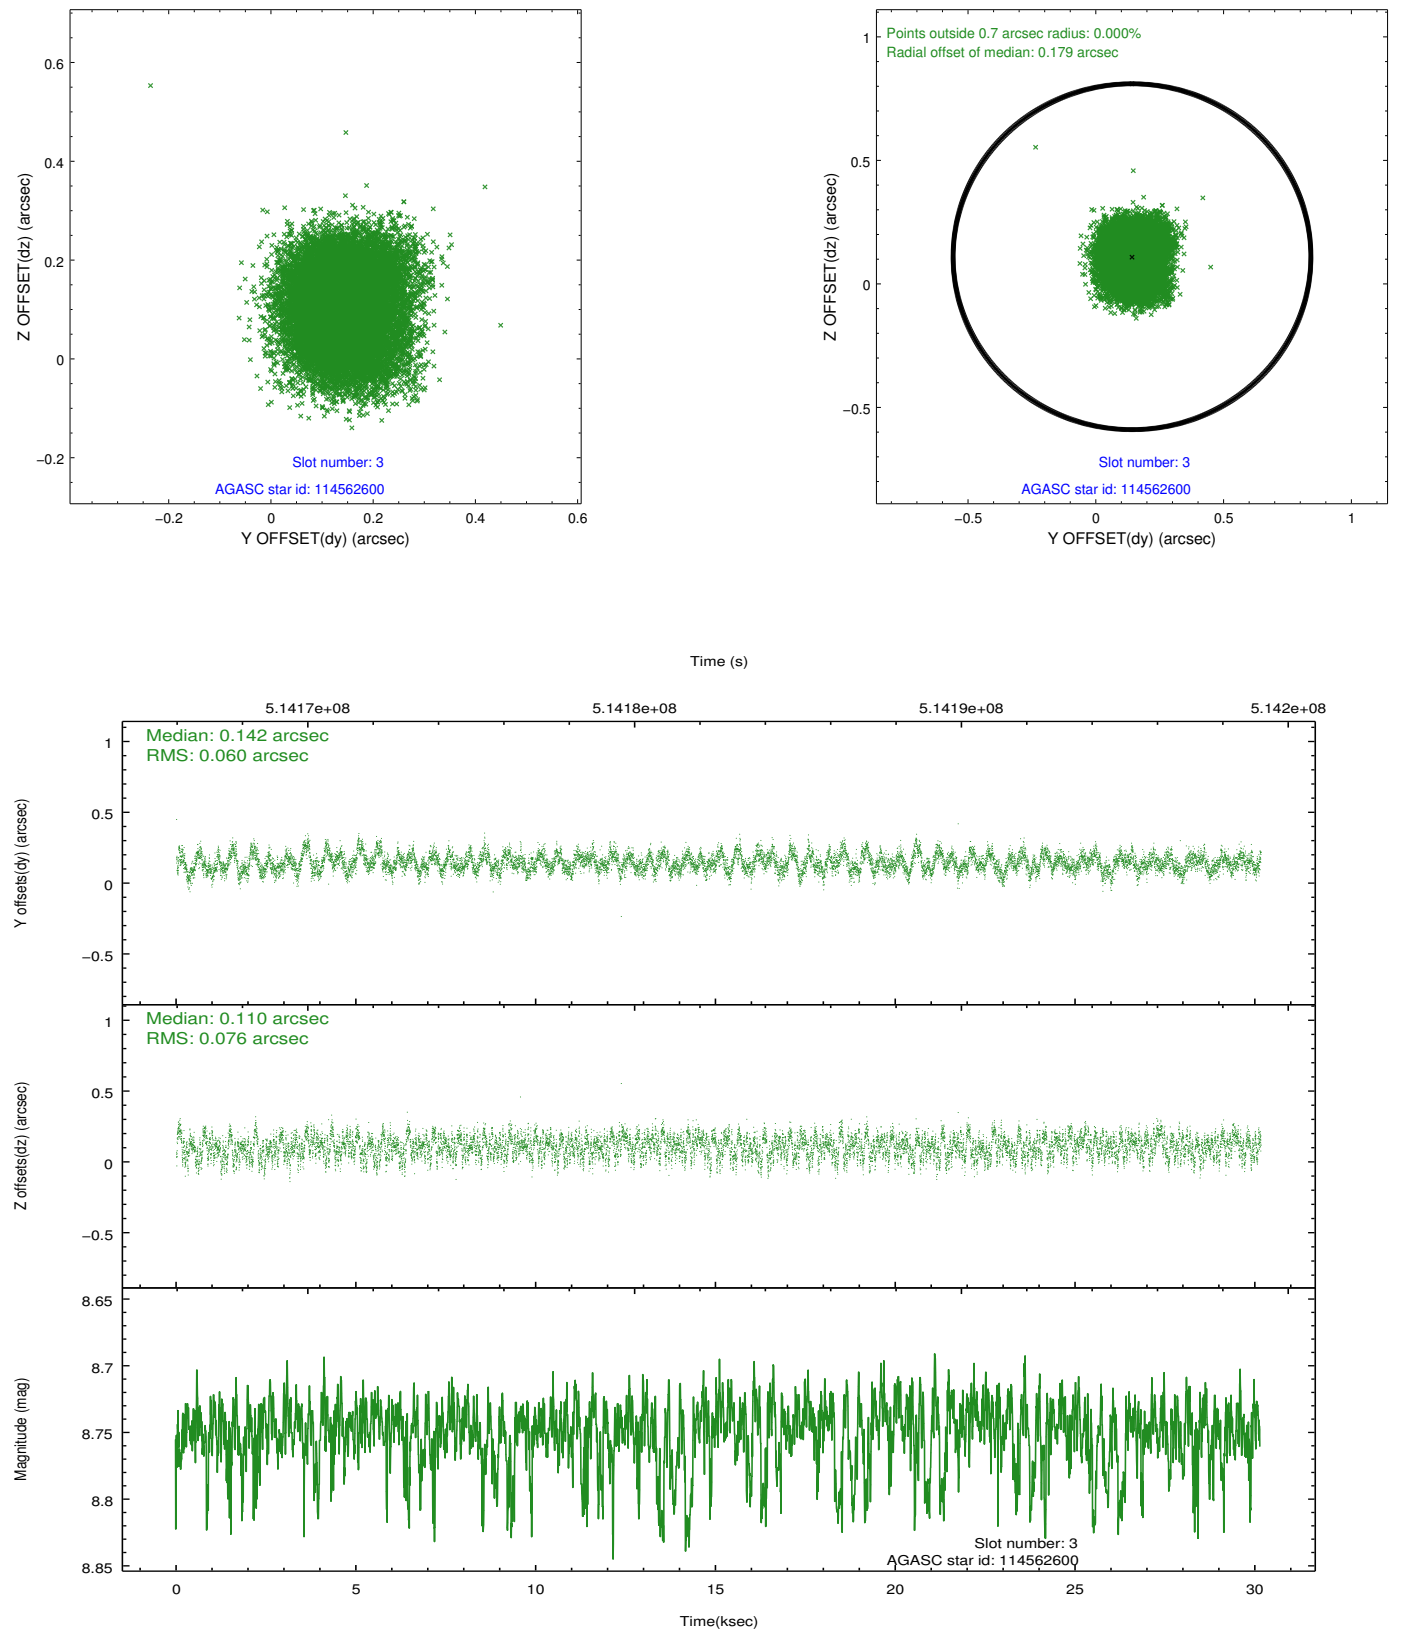 0.6
0.4
0.2
0
−0.2
Z OFFSET(dz) (arcsec)
Slot number: 3
AGASC star id: 114562600
−0.2 0 0.2 0.4 0.6
Y OFFSET(dy) (arcsec)
Points outside 0.7 arcsec radius: 0.000%
Radial offset of median: 0.179 arcsec
1
0.5
0
−0.5
Z OFFSET(dz) (arcsec)
Slot number: 3
AGASC star id: 114562600
−0.5 0 0.5 1
Y OFFSET(dy) (arcsec)
Time (s)
5.1417e+08 5.1418e+08 5.1419e+08 5.142e+08
Median: 0.142 arcsec
RMS: 0.060 arcsec
1
0.5
0
−0.5
Y offsets(dy) (arcsec)
Median: 0.110 arcsec
RMS: 0.076 arcsec
1
0.5
0
−0.5
Z offsets(dz) (arcsec)
8.65
8.7
8.75
8.8
8.85
Magnitude (mag)
Slot number: 3
AGASC star id: 114562600
0 5 10 15 20 25 30
Time(ksec)